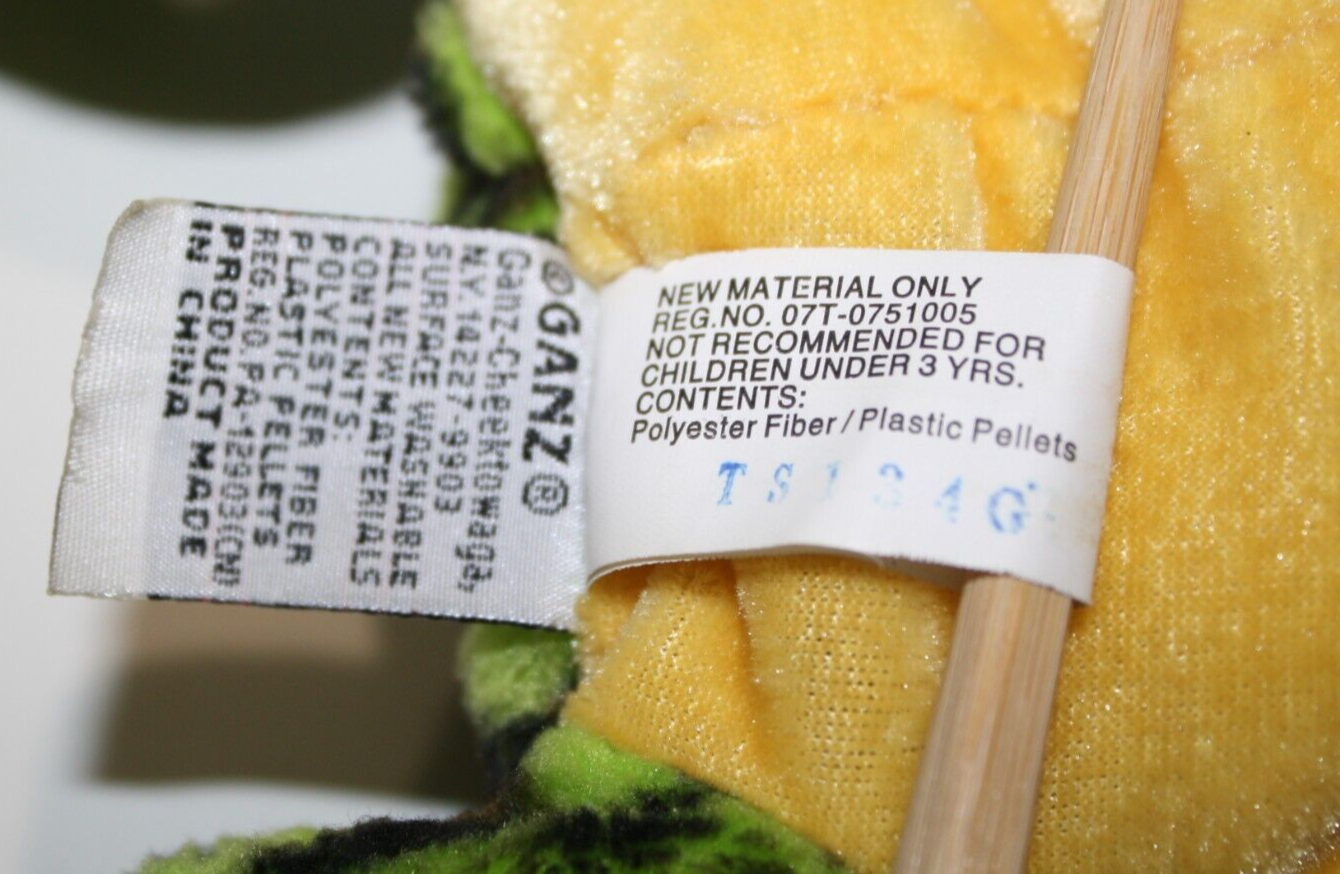 ©GANZ®
Ganz-Cheektowaga,
N.Y. 14227-9903
SURFACE WASHABLE
ALL NEW MATERIALS
CONTENTS:
POLYESTER FIBER
PLASTIC PELLETS
REG.NO.PA-12903(CN)
PRODUCT MADE
IN CHINA
NEW MATERIAL ONLY
REG.NO. 07T-0751005
NOT RECOMMENDED FOR
CHILDREN UNDER 3 YRS.
CONTENTS:
Polyester Fiber/Plastic Pellets
TS134G